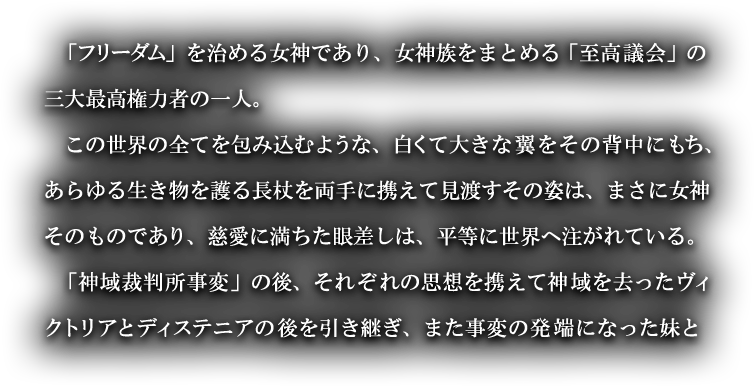 「フリーダム」を治める女神であり、女神族をまとめる「至高議会」の
三大最高権力者の一人。
この世界の全てを包み込むような、白くて大きな翼をその背中にもち、
あらゆる生き物を護る長杖を両手に携えて見渡すその姿は、まさに女神
そのものであり、慈愛に満ちた眼差しは、平等に世界へ注がれている。
「神域裁判所事変」の後、それぞれの思想を携えて神域を去ったヴィ
クトリアとディステニアの後を引き継ぎ、また事変の発端になった妹と